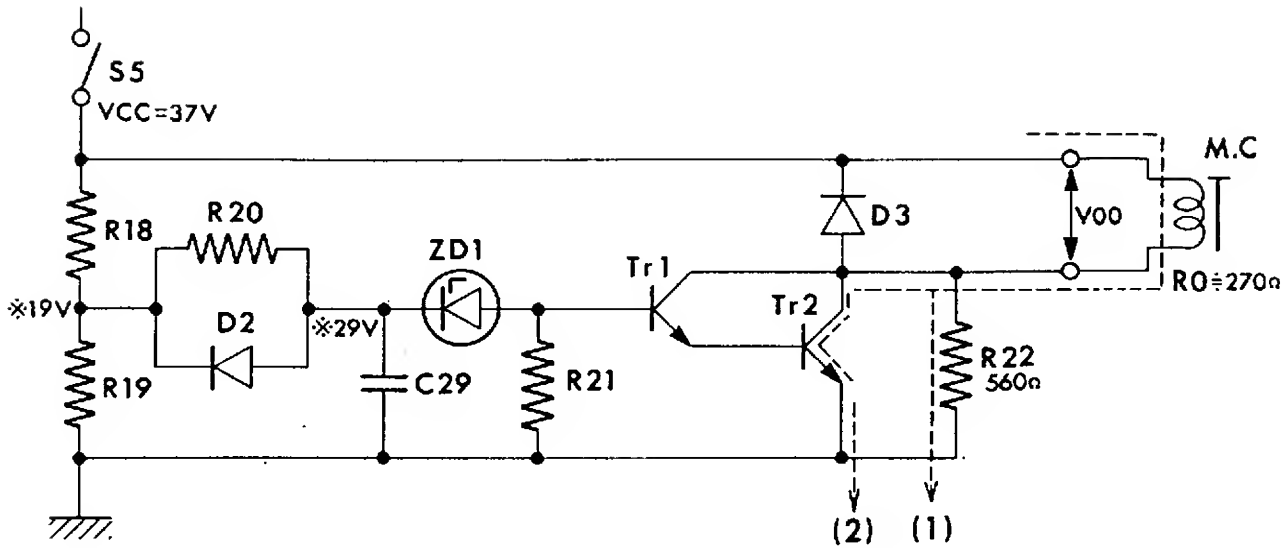 S5
VCC=37V
R18
R20
ZD1
Tr1
D3
V00
M.C
※19V
D2
※29V
Tr2
R0≑270Ω
R19
C29
R21
R22
560Ω
(2)
(1)